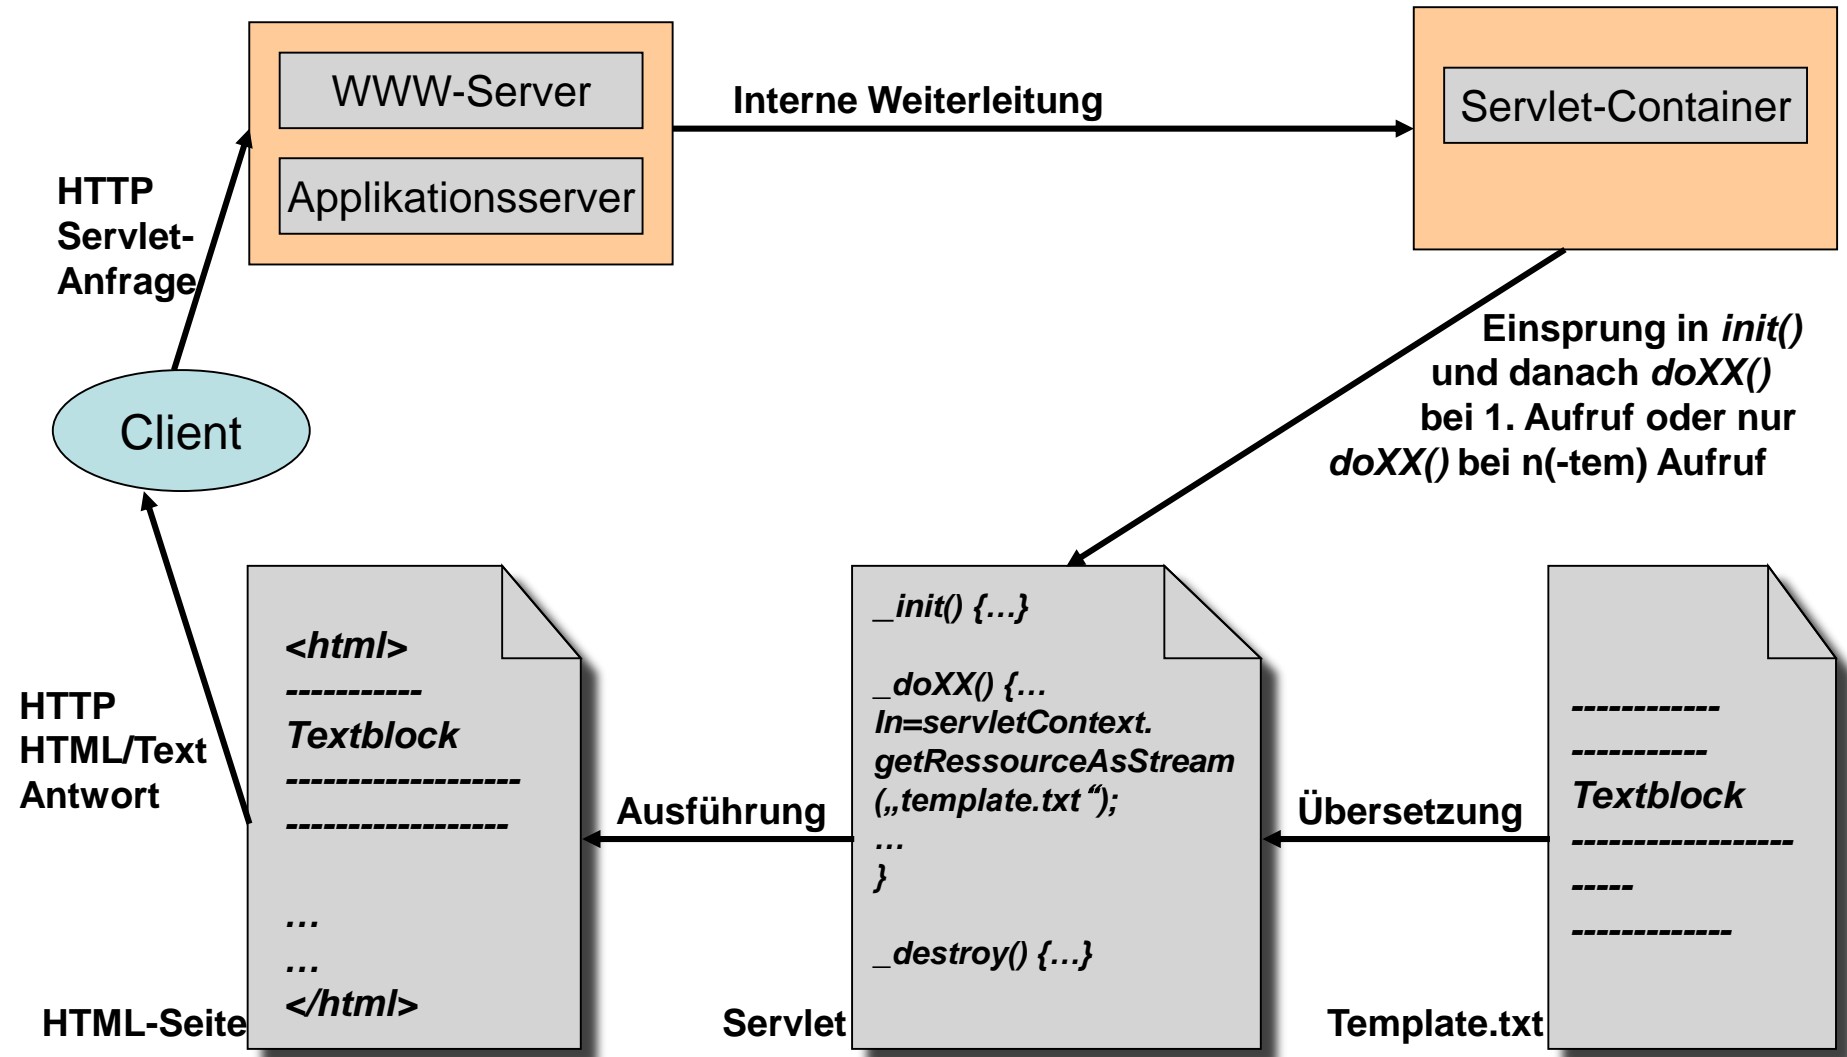 WWW-Server
Applikationsserver
Interne Weiterleitung
Servlet-Container
HTTP
Servlet-
Anfrage
Client
Einsprung in init()
und danach doXX()
bei 1. Aufruf oder nur
doXX() bei n(-tem) Aufruf
HTTP
HTML/Text
Antwort
<html>
-----------
Textblock
-------------------
------------------
…
…
</html>
HTML-Seite
Ausführung
_init() {…}
_doXX() {…
In=servletContext.
getRessourceAsStream
(„template.txt“);
…
}
_destroy() {…}
Servlet
Übersetzung
------------
-----------
Textblock
------------------
-----
-------------
Template.txt